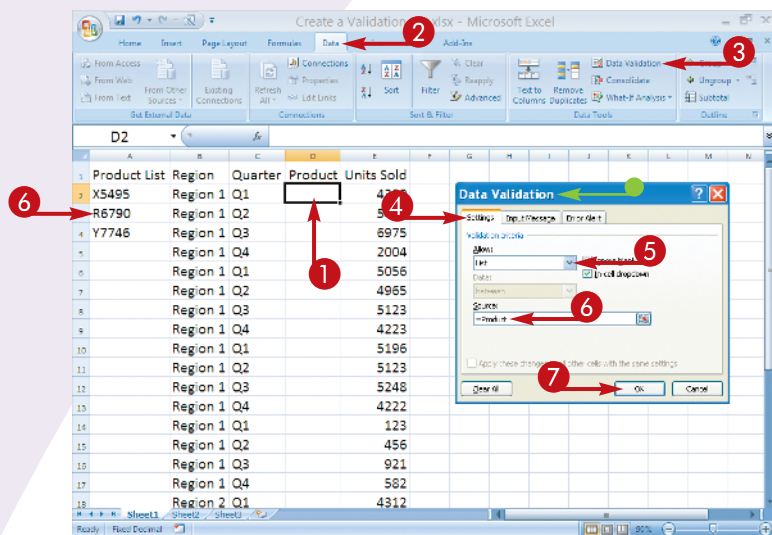 Create a Validation xlsx - Microsoft Excel
Home Insert Page Layout Formulas Data Add-Ins
2
3
From Access
From Web
From Text
From Other Sources
Existing Connections
Get External Data
Refresh All
Connections
Properties
Edit Links
Connections
Sort
Filter
Clear
Reapply
Advanced
Sort & Filter
Text to Columns
Remove Duplicates
Data Validation
Consolidate
What-If Analysis
Data Tools
Ungroup
Subtotal
Outline
D2 fx
A B C D E F G H I J K L M N
1 Product List Region Quarter Product Units Sold
X5495 Region 1 Q1
6 R6790 Region 1 Q2
4 Y7746 Region 1 Q3 6975
5 Region 1 Q4 2004
6 Region 1 Q1 5056
7 Region 1 Q2 4965
8 Region 1 Q3 5123
9 Region 1 Q4 4223
10 Region 1 Q1 5196
11 Region 1 Q2 5123
12 Region 1 Q3 5248
13 Region 1 Q4 4222
14 Region 1 Q1 123
15 Region 1 Q2 456
16 Region 1 Q3 921
17 Region 1 Q4 582
18 Region 2 Q1 4312
1
Data Validation ?
4
Settings Input Message Error Alert
Validation criteria
Allow:
List
5
Ignore blank
In-cell dropdown
Data:
between
Source:
=Product
6
Apply these changes all other cells with the same settings
7
Clear All OK Cancel
Sheet1 Sheet2 Sheet3
Ready Fixed Decimal 90%